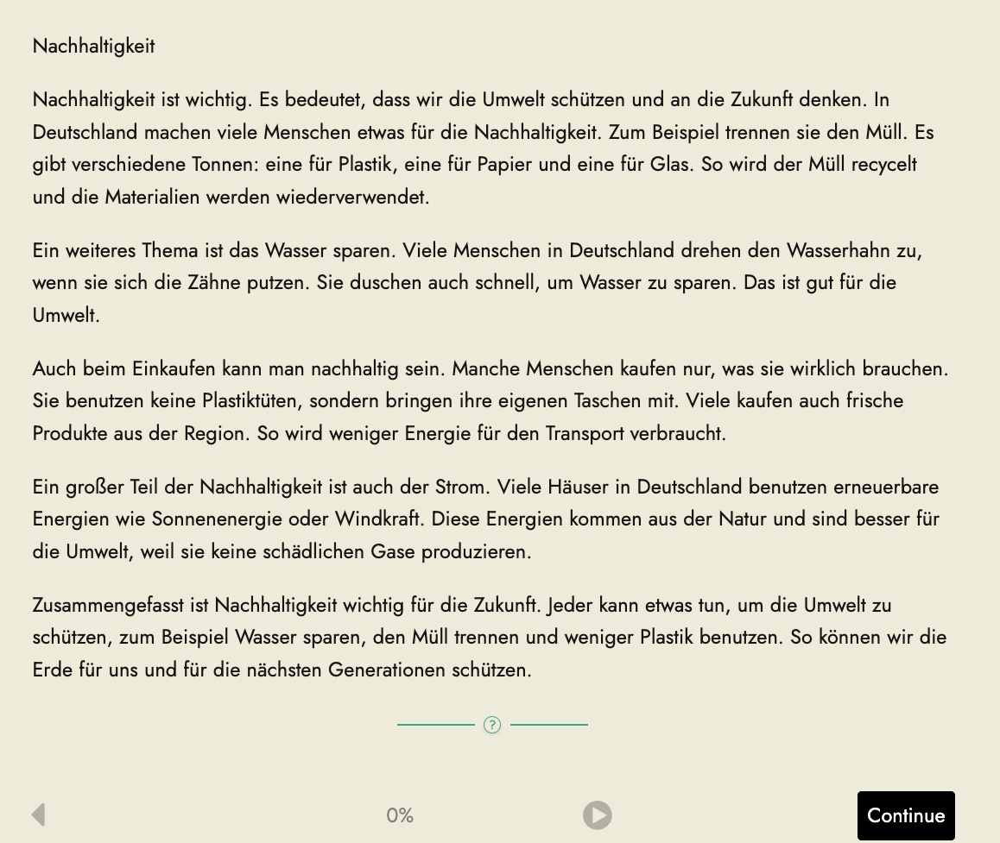 Nachhaltigkeit
Nachhaltigkeit ist wichtig. Es bedeutet, dass wir die Umwelt schützen und an die Zukunft denken. In
Deutschland machen viele Menschen etwas für die Nachhaltigkeit. Zum Beispiel trennen sie den Müll. Es
gibt verschiedene Tonnen: eine für Plastik, eine für Papier und eine für Glas. So wird der Müll recycelt
und die Materialien werden wiederverwendet.
Ein weiteres Thema ist das Wasser sparen. Viele Menschen in Deutschland drehen den Wasserhahn zu,
wenn sie sich die Zähne putzen. Sie duschen auch schnell, um Wasser zu sparen. Das ist gut für die
Umwelt.
Auch beim Einkaufen kann man nachhaltig sein. Manche Menschen kaufen nur, was sie wirklich brauchen.
Sie benutzen keine Plastiktüten, sondern bringen ihre eigenen Taschen mit. Viele kaufen auch frische
Produkte aus der Region. So wird weniger Energie für den Transport verbraucht.
Ein großer Teil der Nachhaltigkeit ist auch der Strom. Viele Häuser in Deutschland benutzen erneuerbare
Energien wie Sonnenenergie oder Windkraft. Diese Energien kommen aus der Natur und sind besser für
die Umwelt, weil sie keine schädlichen Gase produzieren.
Zusammengefasst ist Nachhaltigkeit wichtig für die Zukunft. Jeder kann etwas tun, um die Umwelt zu
schützen, zum Beispiel Wasser sparen, den Müll trennen und weniger Plastik benutzen. So können wir die
Erde für uns und für die nächsten Generationen schützen.
?
0%
Continue